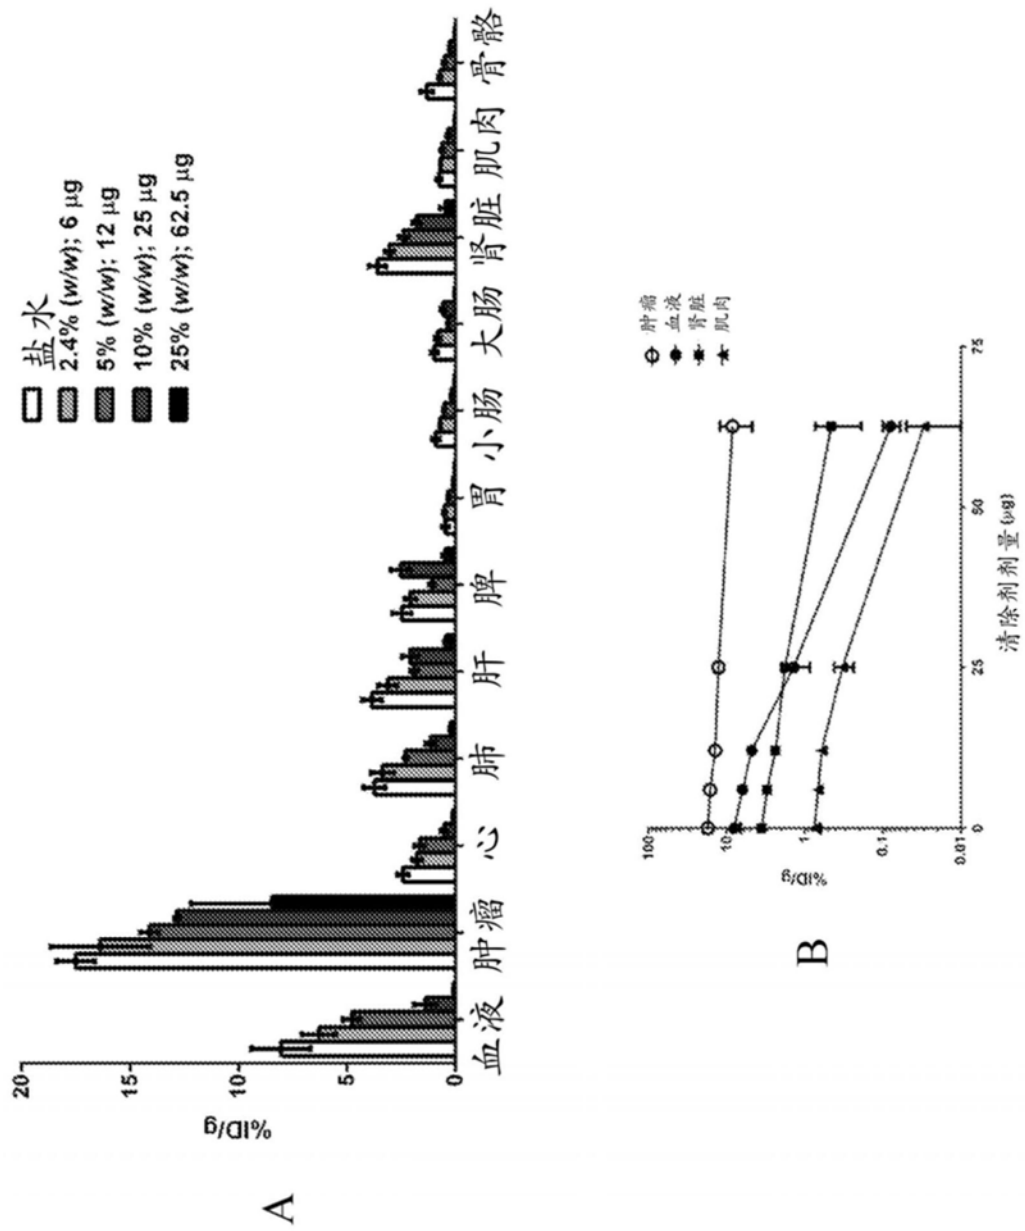 A
%ID/g
20
15
10
5
0
盐水
2.4% (w/w); 6 μg
5% (w/w); 12 μg
10% (w/w); 25 μg
25% (w/w); 62.5 μg
血液 肿瘤 心 肺 肝 脾 胃 小肠 大肠 肾脏 肌肉 骨骼
B
%ID/g
100
10
1
0.1
0.01
0 25 50 75
清除剂剂量(μg)
肿瘤
血液
肾脏
肌肉